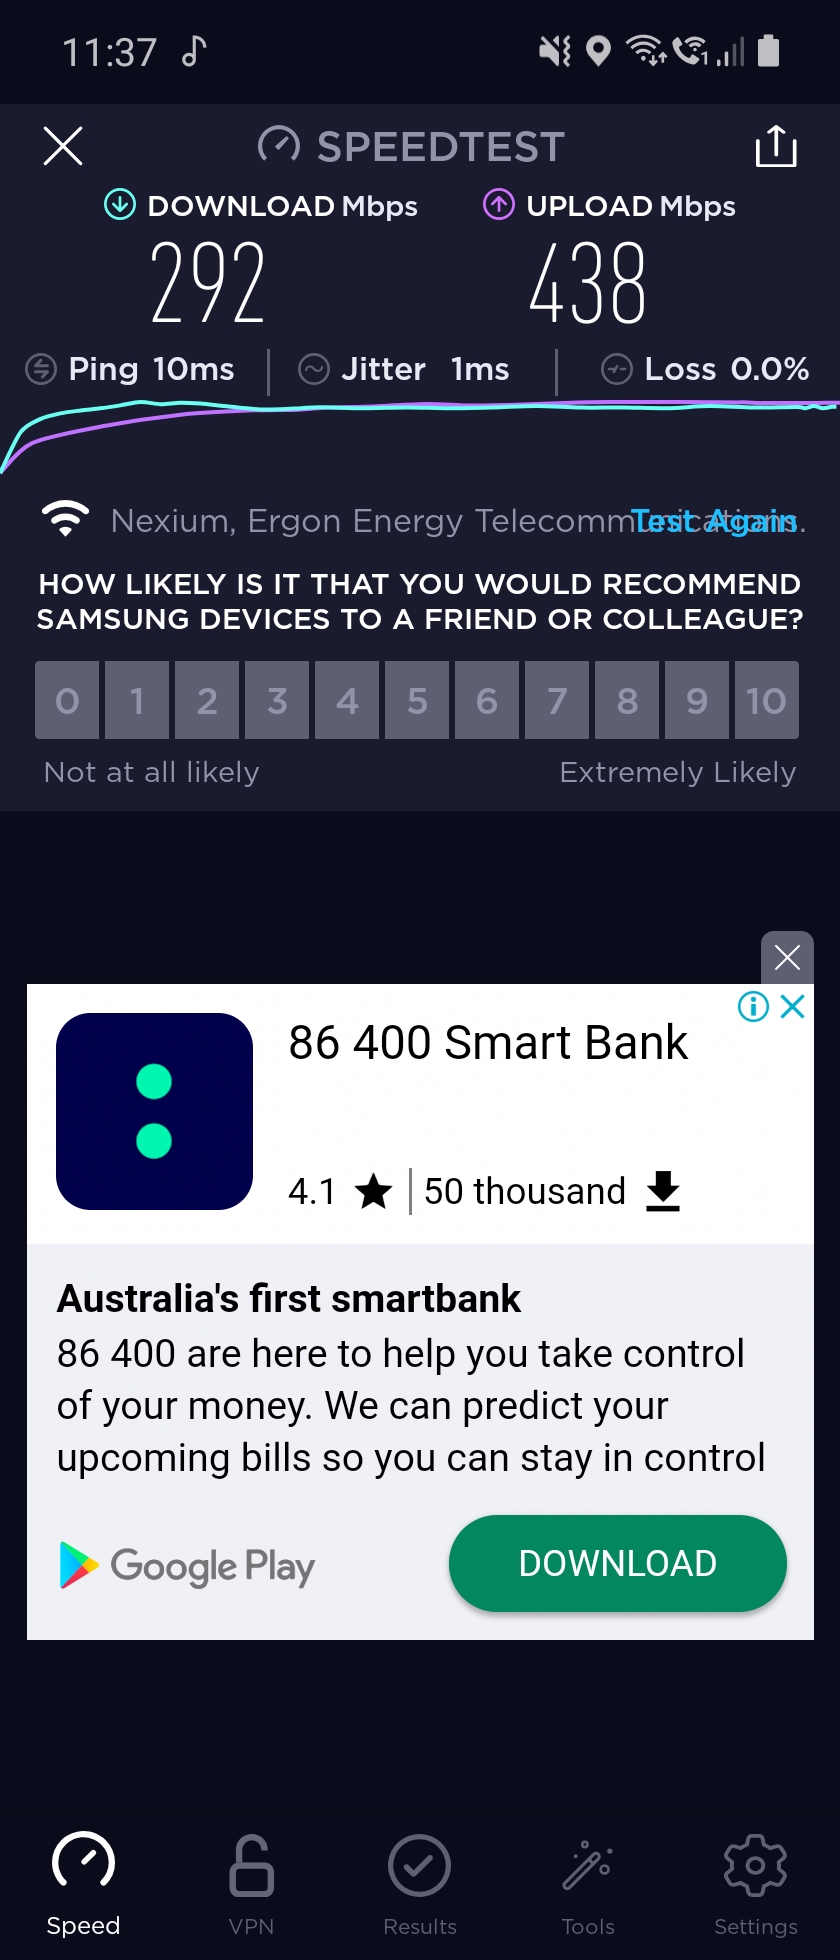 11:37
SPEEDTEST
DOWNLOAD Mbps UPLOAD Mbps
292 438
Ping 10ms Jitter 1ms Loss 0.0%
Nexium, Ergon Energy Telecommunications.
Test Again
HOW LIKELY IS IT THAT YOU WOULD RECOMMEND
SAMSUNG DEVICES TO A FRIEND OR COLLEAGUE?
0 1 2 3 4 5 6 7 8 9 10
Not at all likely Extremely Likely
86 400 Smart Bank
4.1 50 thousand
Australia's first smartbank
86 400 are here to help you take control
of your money. We can predict your
upcoming bills so you can stay in control
Google Play DOWNLOAD
Speed VPN Results Tools Settings